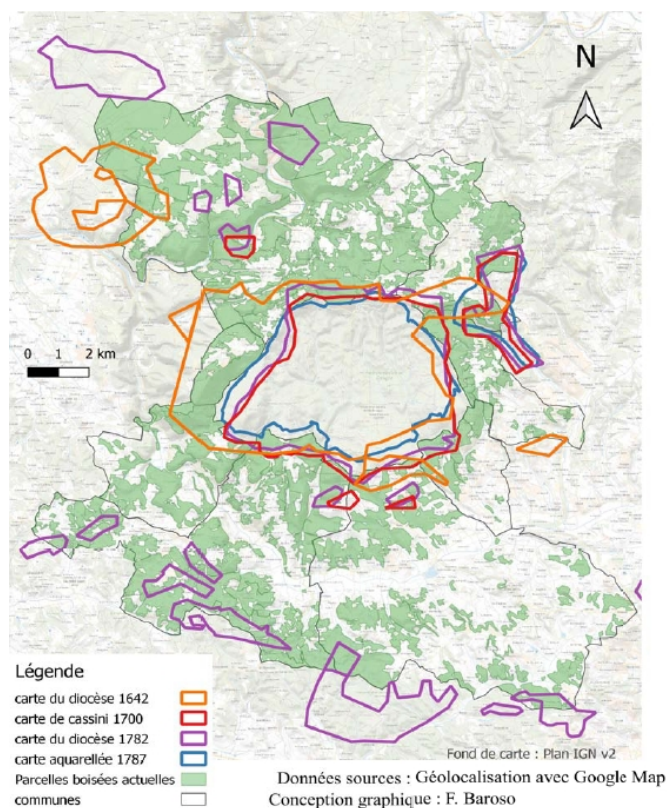 N
0 1 2 km
Légende
carte du diocèse 1642
carte de cassini 1700
carte du diocèse 1782
carte aquarellée 1787
Parcelles boisées actuelles
communes
Fond de carte : Plan IGN v2
Données sources : Géolocalisation avec Google Map
Conception graphique : F. Baroso